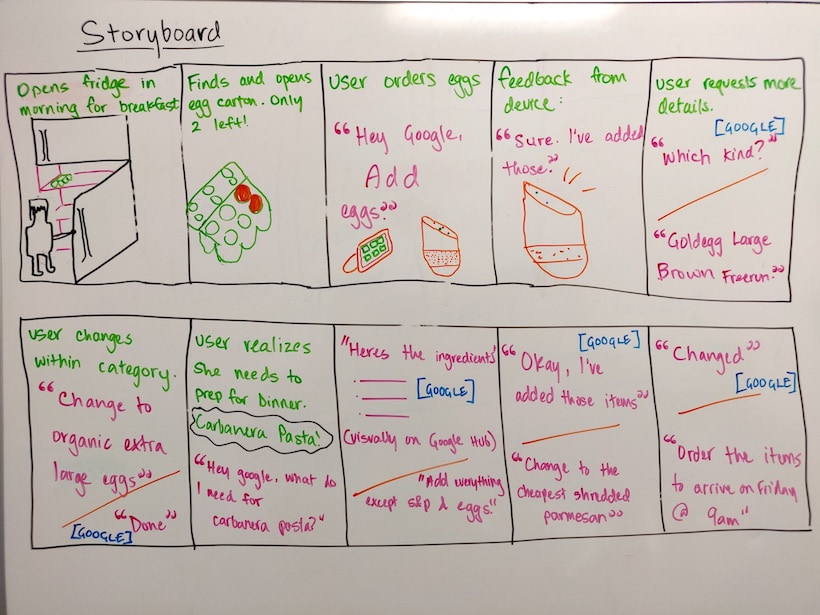 Storyboard
Opens fridge in
morning for breakfast
Finds and opens
egg carton. Only
2 left!
User orders eggs
"Hey Google,
Add
eggs."
feedback from
device:
"Sure. I've added
those."
user requests more
details.
[GOOGLE]
"Which kind?"
"Goldegg Large
Brown Freerun."
user changes
within category.
"Change to
organic extra
large eggs"
"Done"
[GOOGLE]
user realizes
She needs to
prep for Dinner.
Carbanera Pasta!
"Hey google, what do
I need for
carbanera pasta?"
"Heres the ingredients"
[GOOGLE]
(visually on Google Hub)
"Add everything
except s&p & eggs."
[GOOGLE]
"Okay, I've
added those items"
"Change to the
cheapest shredded
parmesan"
"Changed"
[GOOGLE]
"Order the items
to arrive on Friday
@ 9am"